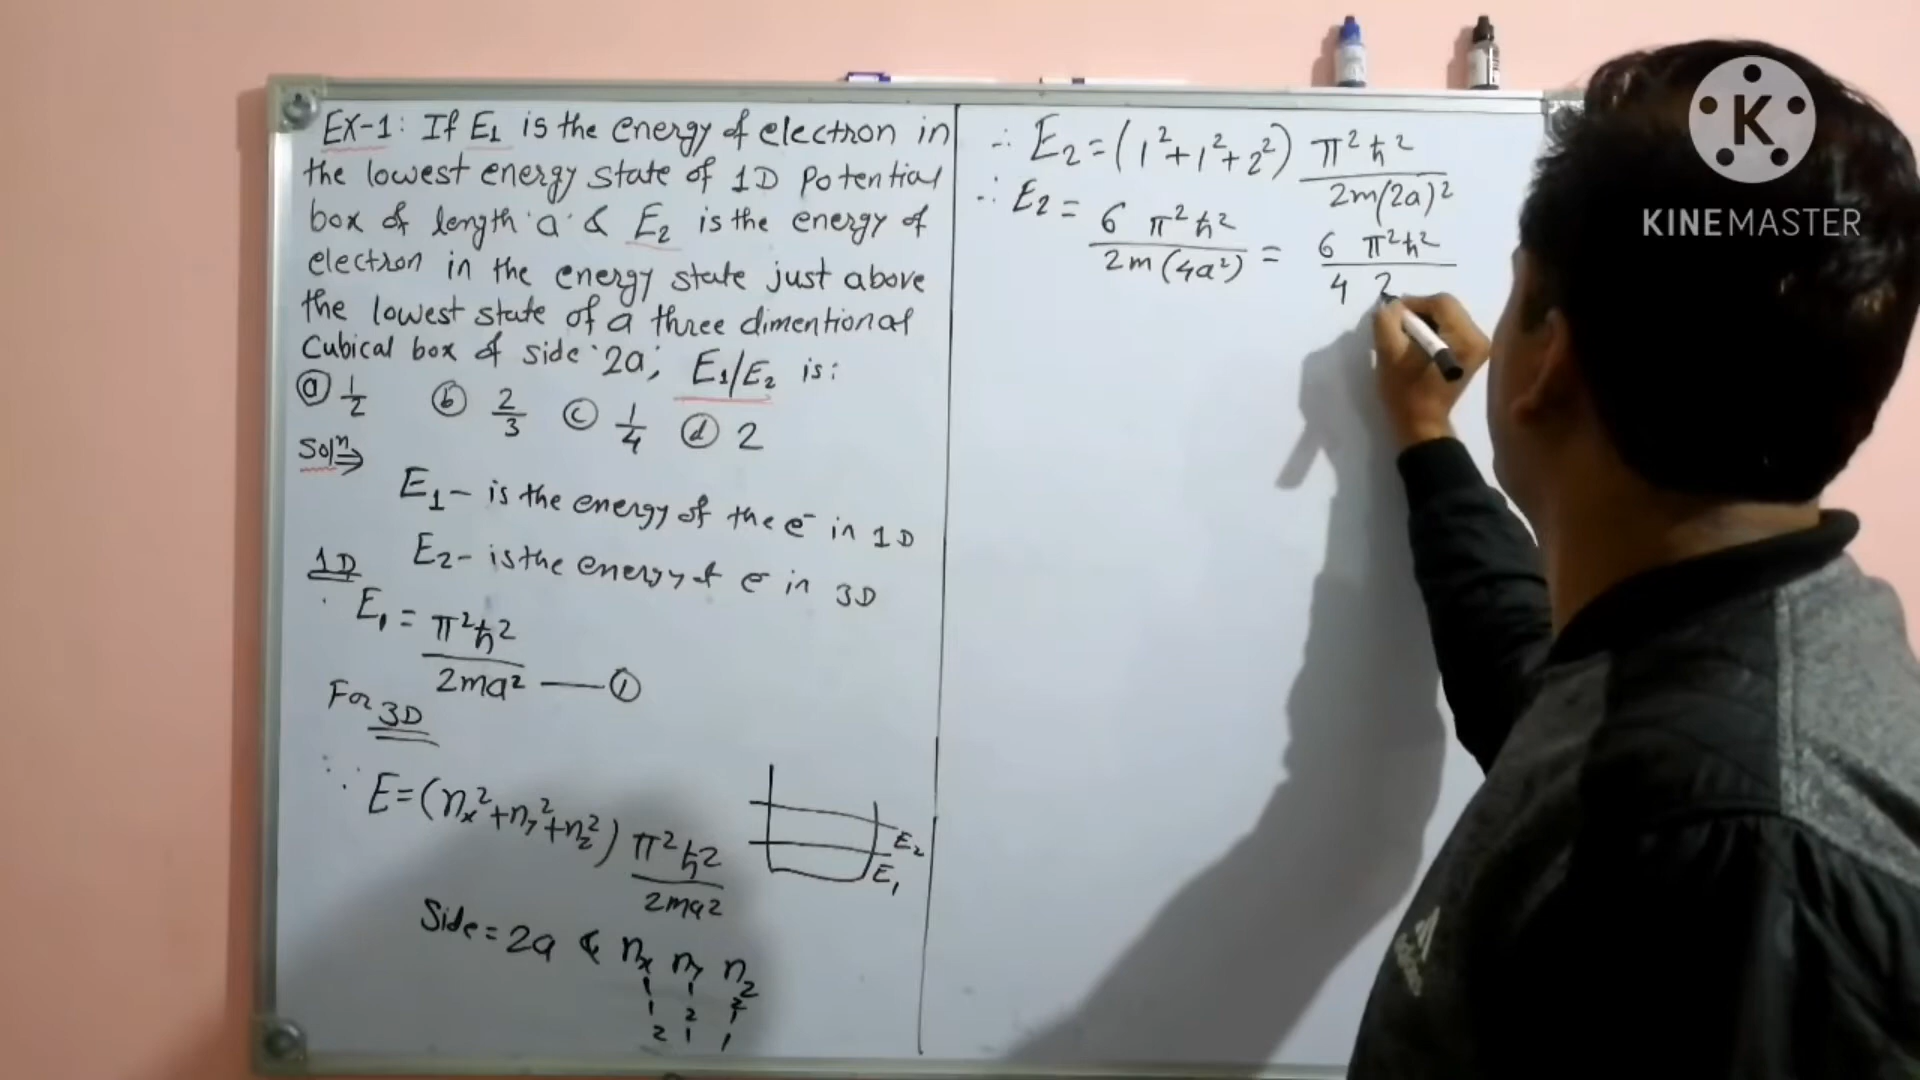 EX-1: If E1 is the energy of electron in
the lowest energy state of 1D Potential
box of length 'a' & E2 is the energy of
electron in the energy state just above
the lowest state of a three dimentional
Cubical box of side '2a', E1/E2 is:
(a) 1/2 (b) 2/3 (c) 1/4 (d) 2
Solⁿ ⇒
E1 – is the energy of the e⁻ in 1D
E2 – is the energy of e⁻ in 3D
1D
E1 = π²ħ² / 2ma² —— (1)
For 3D
∵ E = (nx² + ny² + nz²) π²ħ² / 2ma²
E2
E1
Side = 2a & nx ny nz
1 1 2
1 2 1
2 1 1
∴ E2 = (1² + 1² + 2²) π²ħ² / 2m(2a)²
∴ E2 = 6 π²ħ² / 2m(4a²) = 6 π²ħ² / 4 2
K
KINEMASTER